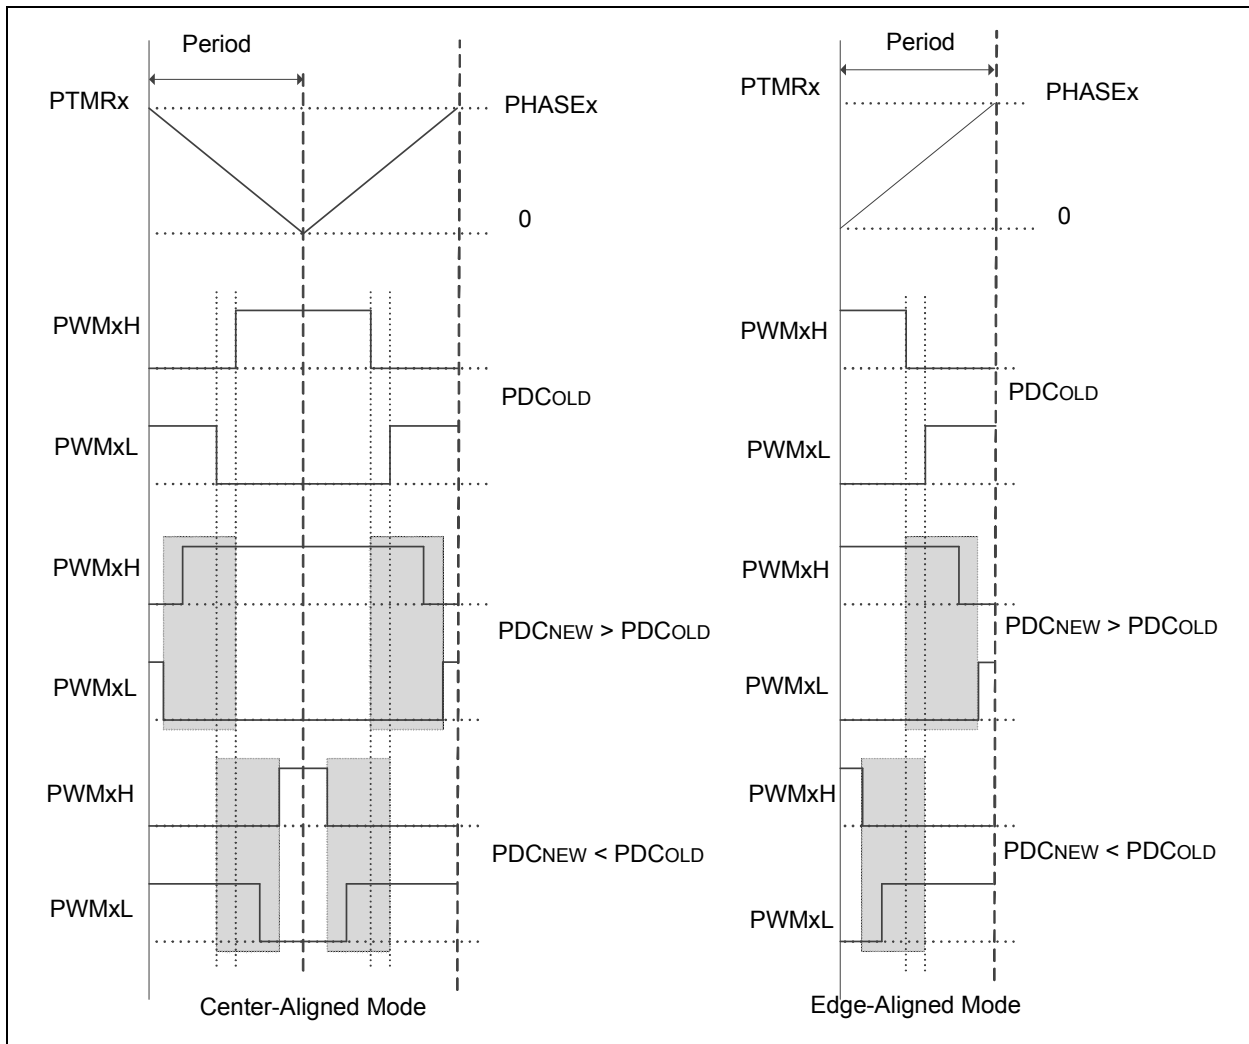 Period
PTMRx
PHASEx
0
PWMxH
PDCOLD
PWMxL
PWMxH
PDCNEW > PDCOLD
PWMxL
PWMxH
PDCNEW < PDCOLD
PWMxL
Center-Aligned Mode
Period
PTMRx
PHASEx
0
PWMxH
PDCOLD
PWMxL
PWMxH
PDCNEW > PDCOLD
PWMxL
PWMxH
PDCNEW < PDCOLD
PWMxL
Edge-Aligned Mode